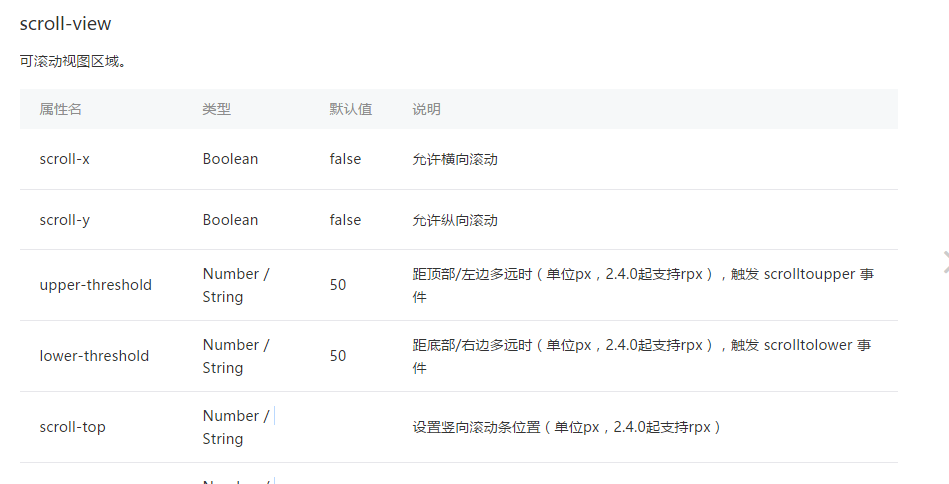 scroll-view
可滚动视图区域。
属性名 类型 默认值 说明
scroll-x Boolean false 允许横向滚动
scroll-y Boolean false 允许纵向滚动
upper-threshold Number / String 50 距顶部/左边多远时（单位px，2.4.0起支持rpx），触发 scrolltoupper 事件
lower-threshold Number / String 50 距底部/右边多远时（单位px，2.4.0起支持rpx），触发 scrolltolower 事件
scroll-top Number / String 设置竖向滚动条位置（单位px，2.4.0起支持rpx）